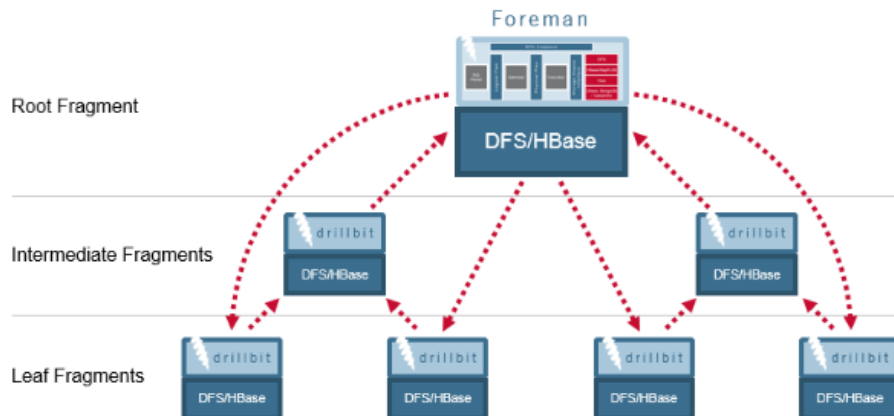 Foreman
Root Fragment
DFS/HBase
drillbit
drillbit
Intermediate Fragments
DFS/HBase
DFS/HBase
drillbit
drillbit
drillbit
drillbit
Leaf Fragments
DFS/HBase
DFS/HBase
DFS/HBase
DFS/HBase